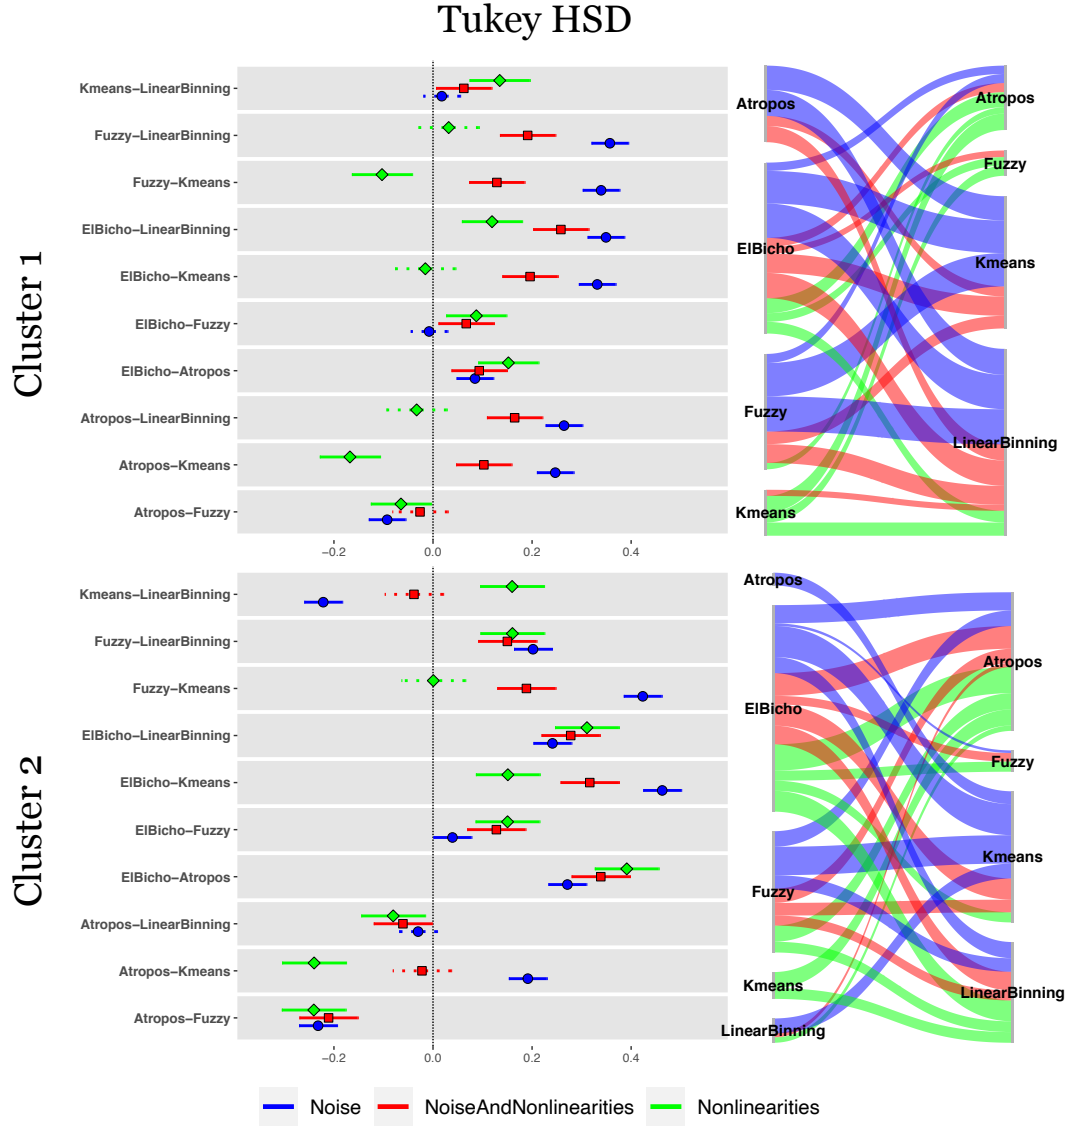 Tukey HSD
Cluster 1
Kmeans−LinearBinning
Fuzzy−LinearBinning
Fuzzy−Kmeans
ElBicho−LinearBinning
ElBicho−Kmeans
ElBicho−Fuzzy
ElBicho−Atropos
Atropos−LinearBinning
Atropos−Kmeans
Atropos−Fuzzy
−0.2 0.0 0.2 0.4
Atropos
ElBicho
Fuzzy
Kmeans
Atropos
Fuzzy
Kmeans
LinearBinning
Cluster 2
Kmeans−LinearBinning
Fuzzy−LinearBinning
Fuzzy−Kmeans
ElBicho−LinearBinning
ElBicho−Kmeans
ElBicho−Fuzzy
ElBicho−Atropos
Atropos−LinearBinning
Atropos−Kmeans
Atropos−Fuzzy
−0.2 0.0 0.2 0.4
Atropos
ElBicho
Fuzzy
Kmeans
LinearBinning
Atropos
Fuzzy
Kmeans
LinearBinning
Noise NoiseAndNonlinearities Nonlinearities